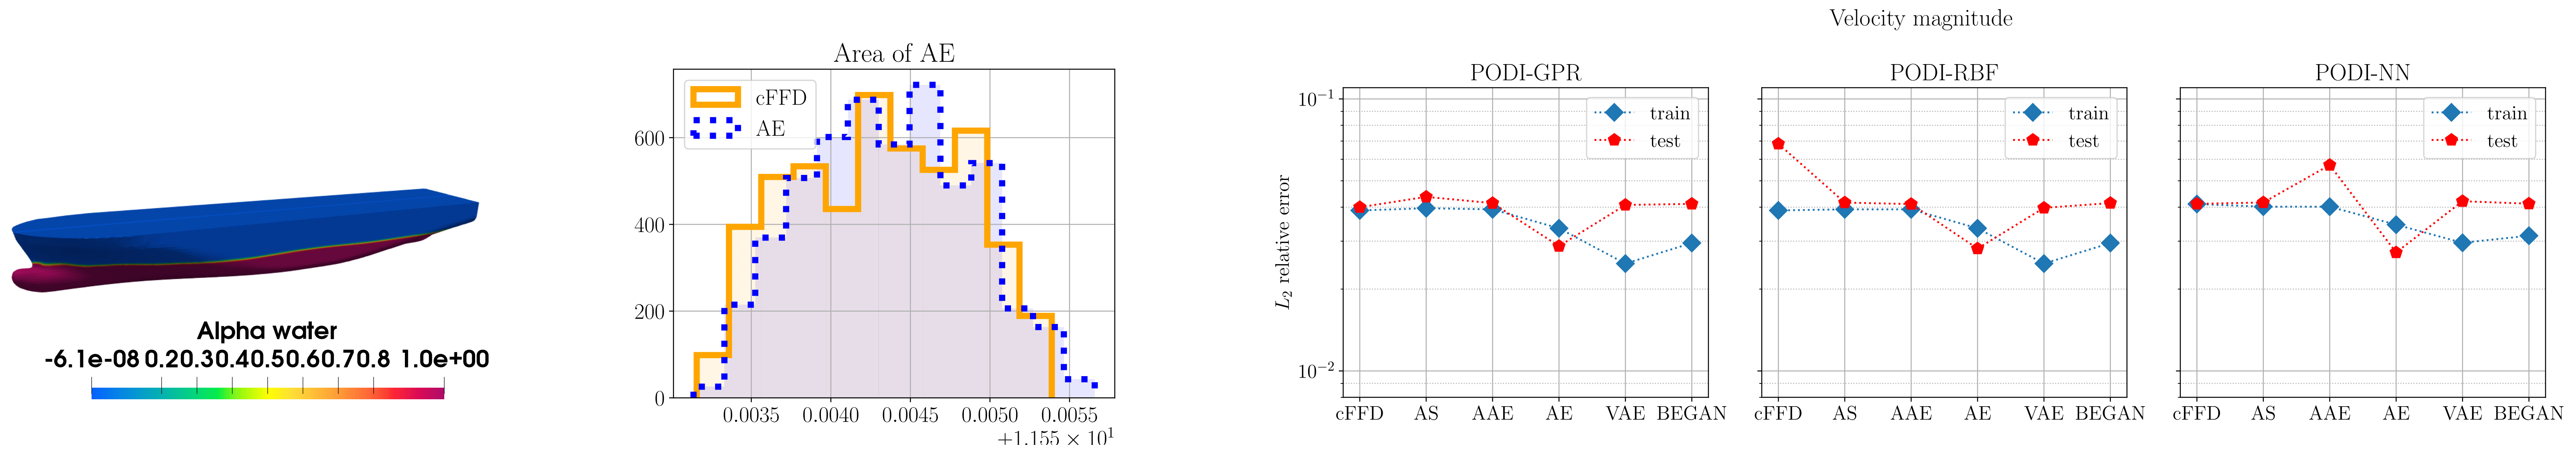 Alpha water
-6.1e-08 0.20.30.40.50.60.70.8 1.0e+00
Area of AE
cFFD
AE
600
400
200
0
0.0035 0.0040 0.0045 0.0050 0.0055
+1.155 × 10¹
Velocity magnitude
PODI-GPR
train
test
L₂ relative error
10⁻¹
10⁻²
cFFD AS AAE AE VAE BEGAN
PODI-RBF
train
test
cFFD AS AAE AE VAE BEGAN
PODI-NN
train
test
cFFD AS AAE AE VAE BEGAN